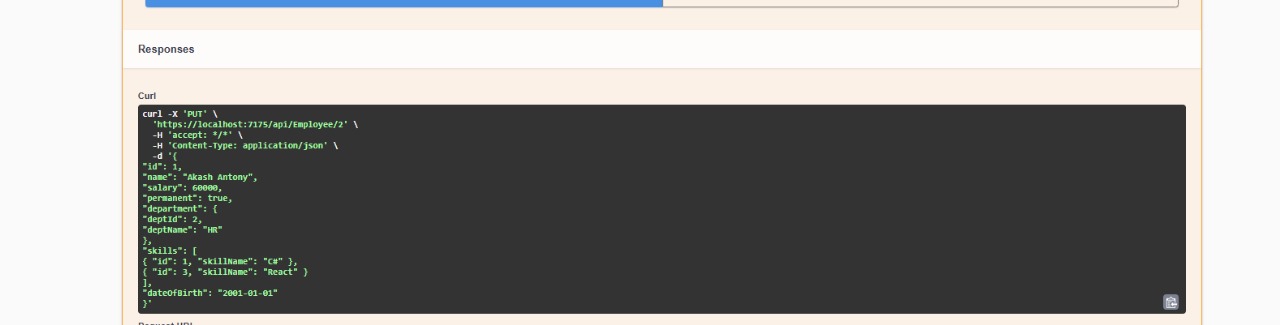 Responses
Curl
curl -X 'PUT' \
'https://localhost:7175/api/Employee/2' \
-H 'accept: */*' \
-H 'Content-Type: application/json' \
-d '{
"id": 1,
"name": "Akash Antony",
"salary": 60000,
"permanent": true,
"department": {
"deptId": 2,
"deptName": "HR"
},
"skills": [
{ "id": 1, "skillName": "C#" },
{ "id": 3, "skillName": "React" }
],
"dateOfBirth": "2001-01-01"
}'